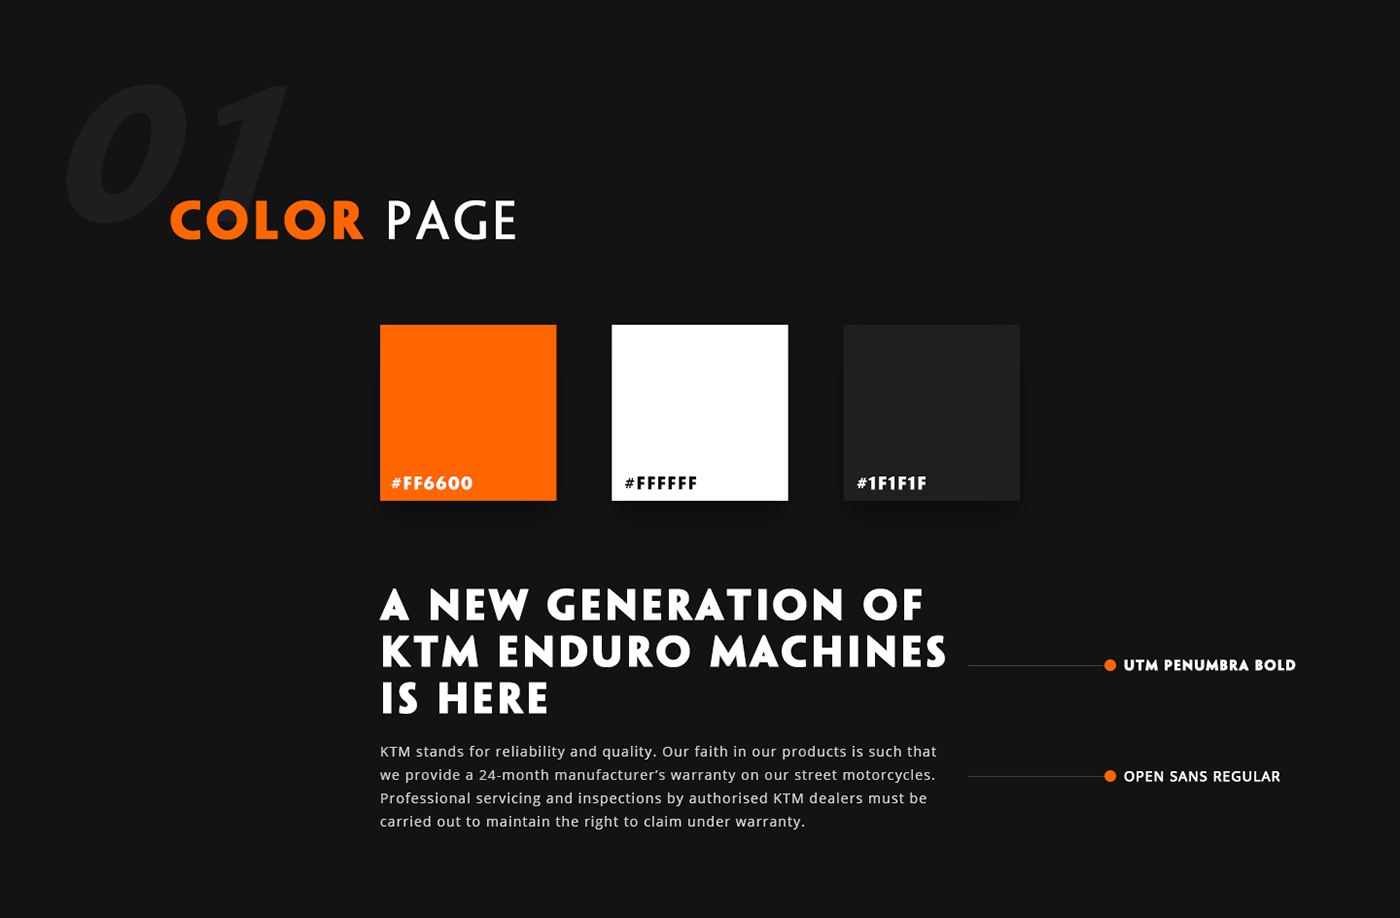 01
COLOR PAGE
#FF6600
#FFFFFF
#1F1F1F
A NEW GENERATION OF
KTM ENDURO MACHINES
IS HERE
UTM PENUMBRA BOLD
KTM stands for reliability and quality. Our faith in our products is such that
we provide a 24-month manufacturer’s warranty on our street motorcycles.
Professional servicing and inspections by authorised KTM dealers must be
carried out to maintain the right to claim under warranty.
OPEN SANS REGULAR